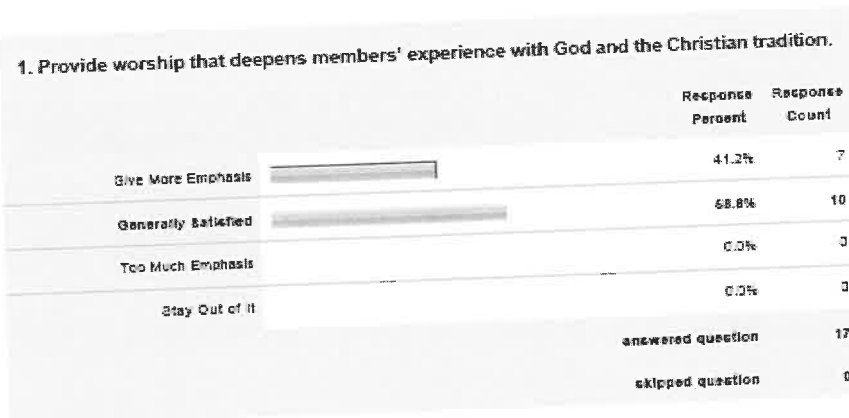 1. Provide worship that deepens members' experience with God and the Christian tradition.
Response Response
Percent Count
Give More Emphasis 41.2% 7
Generally Satisfied 58.8% 10
Too Much Emphasis 0.0% 0
Stay Out of It 0.0% 0
answered question 17
skipped question 0